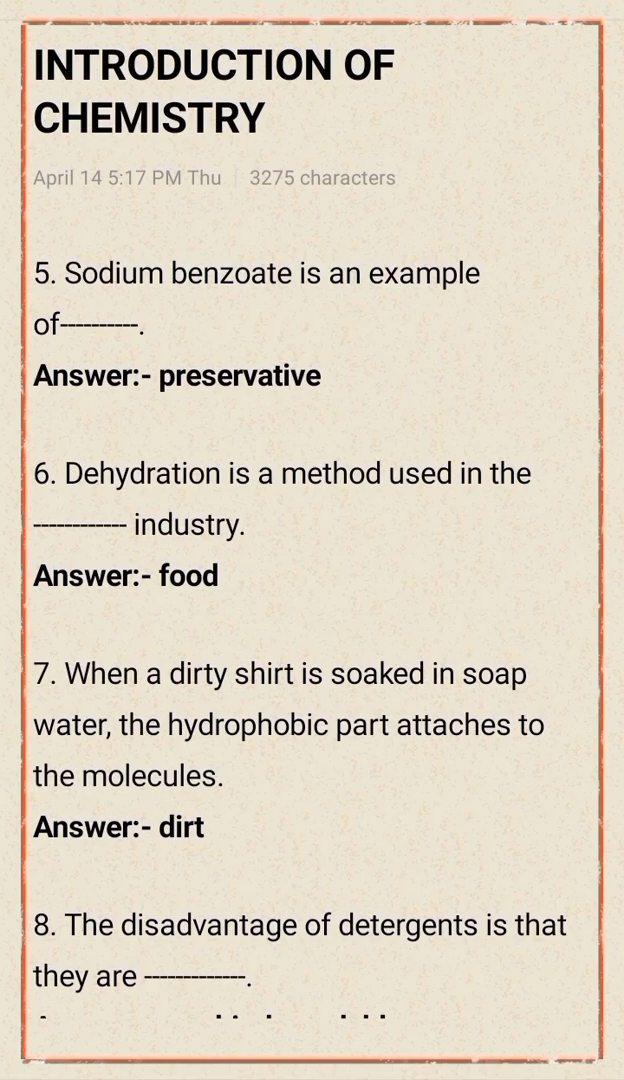 INTRODUCTION OF
CHEMISTRY
April 14 5:17 PM Thu | 3275 characters
5. Sodium benzoate is an example
of----------.
Answer:- preservative
6. Dehydration is a method used in the
------------ industry.
Answer:- food
7. When a dirty shirt is soaked in soap
water, the hydrophobic part attaches to
the molecules.
Answer:- dirt
8. The disadvantage of detergents is that
they are -------------.